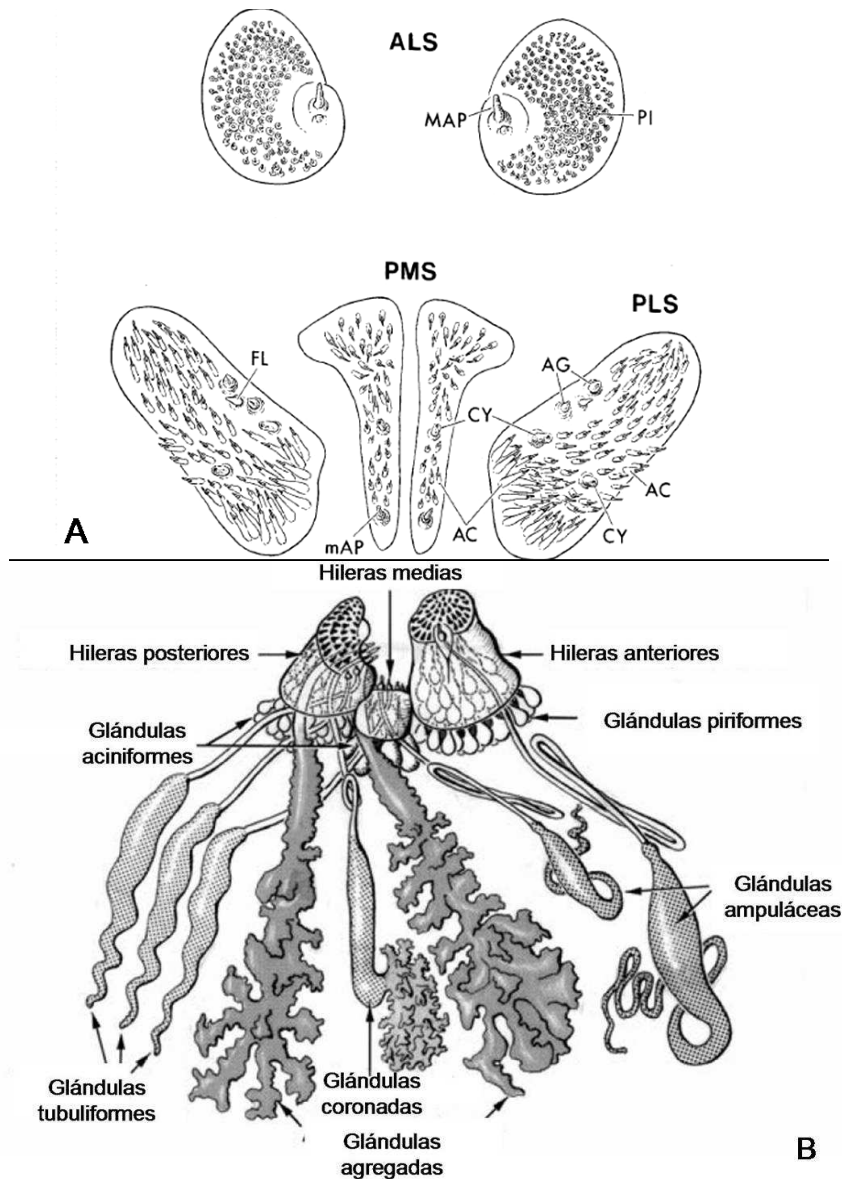 ALS
MAP
PI
PMS
PLS
FL
AG
CY
AC
mAP
AC
CY
A
Hileras medias
Hileras posteriores
Hileras anteriores
Glándulas
aciniformes
Glándulas piriformes
Glándulas
ampuláceas
Glándulas
tubuliformes
Glándulas
coronadas
Glándulas
agregadas
B